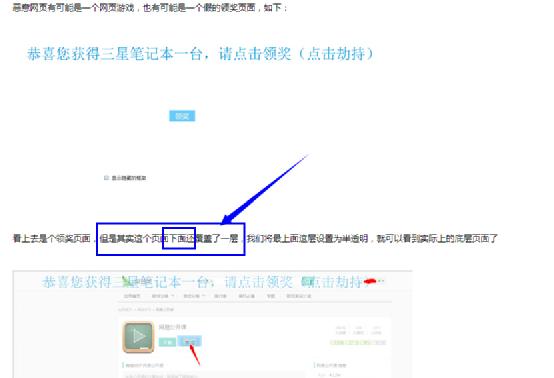 恶意网页有可能是一个网页游戏，也有可能是一个假的领奖页面，如下：
恭喜您获得三星笔记本一台，请点击领奖（点击劫持）
领奖
显示隐藏的框架
看上去是个领奖页面，但是其实这个页面下面还覆盖了一层，我们将最上面这层设置为半透明，就可以看到实际上的底层页面了
恭喜您获得三星笔记本一台，请点击领奖（点击劫持）
网易公开课